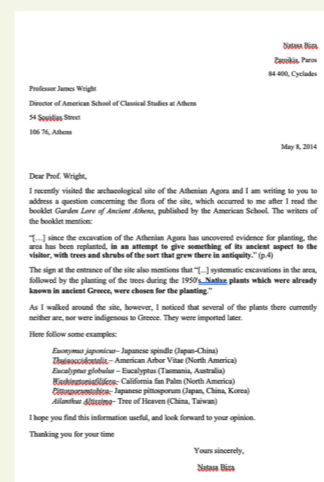 Natasa Biza
Paroikia, Paros
84 400, Cyclades
Professor James Wright
Director of American School of Classical Studies at Athens
54 Souidias Street
106 76, Athens
May 8, 2014
Dear Prof. Wright,
I recently visited the archaeological site of the Athenian Agora and I am writing to you to
address a question concerning the flora of the site, which occurred to me after I read the
booklet Garden Lore of Ancient Athens, published by the American School. The writers of
the booklet mention:
“[…] since the excavation of the Athenian Agora has uncovered evidence for planting, the
area has been replanted, in an attempt to give something of its ancient aspect to the
visitor, with trees and shrubs of the sort that grew there in antiquity.” (p.4)
The sign at the entrance of the site also mentions that “[...] systematic excavations in the area,
followed by the planting of the trees during the 1950's. Native plants which were already
known in ancient Greece, were chosen for the planting.”
As I walked around the site, however, I noticed that several of the plants there currently
neither are, nor were indigenous to Greece. They were imported later.
Here follow some examples:
Euonymus japonicus– Japanese spindle (Japan-China)
Thujaoccidentalis – American Arbor Vitae (North America)
Eucalyptus globulus – Eucalyptus (Tasmania, Australia)
Washingtoniafilifera– California fan Palm (North America)
Pittosporumtobira– Japanese pittosporum (Japan, China, Korea)
Ailanthus Altissima– Tree of Heaven (China, Taiwan)
I hope you find this information useful, and look forward to your opinion.
Thanking you for your time
Yours sincerely,
Natasa Biza